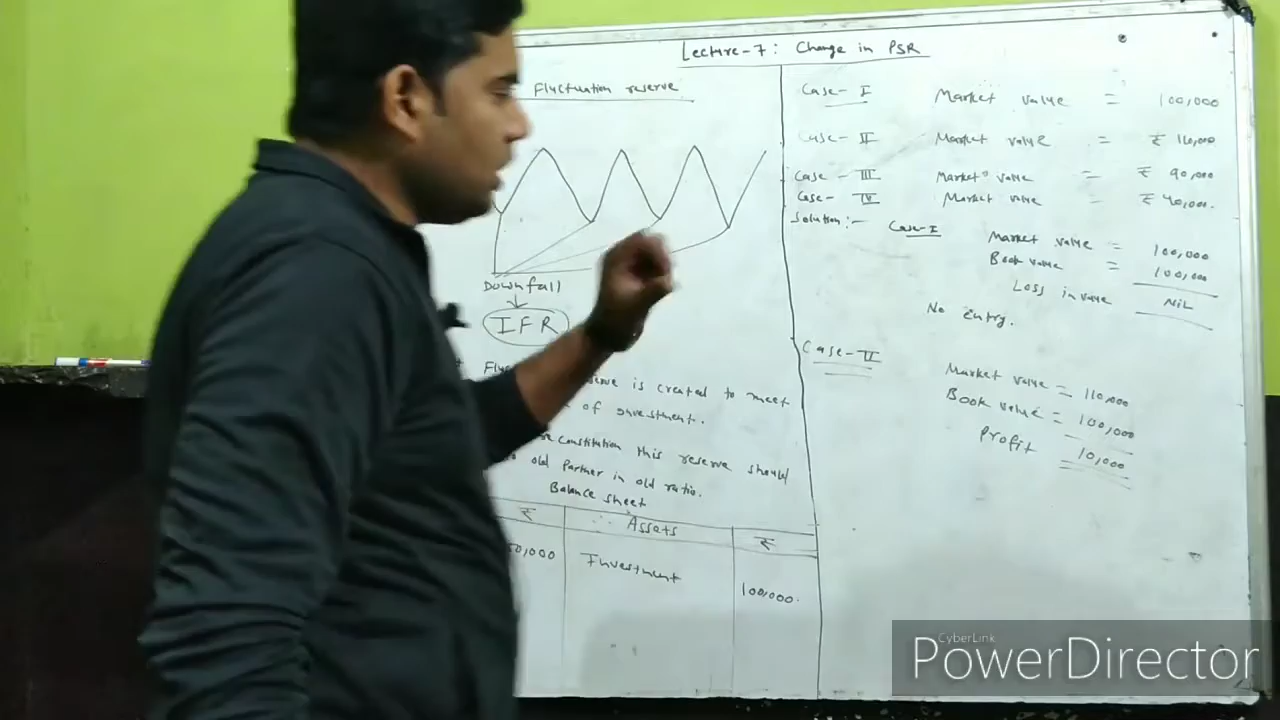 Lecture-7: Change in PSR
Fluctuation reserve
Downfall
IFR
is created to meet
of investment.
Constitution this reserve should
old Partner in old ratio.
Balance sheet
₹ Assets ₹
50,000 Investment 100,000.
Case-I Market value = 100,000
Case-II Market value = ₹ 110,000
Case-III Market value = ₹ 90,000
Case-IV Market value = ₹ 40,000.
Solution:- Case-I
Market value = 100,000
Book value = 100,000
Loss in value NIL
No Entry.
Case-II
Market value = 110,000
Book value = 100,000
Profit 10,000
CyberLink
PowerDirector